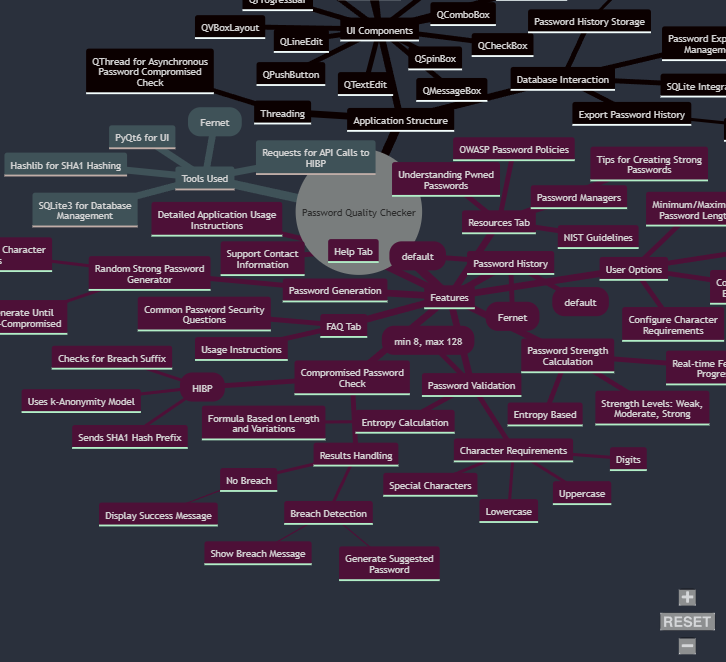 QProgressBar
QVBoxLayout
QComboBox
UI Components
QLineEdit
QCheckBox
QSpinBox
QPushButton
QTextEdit
QMessageBox
Password History Storage
Password Exp
Managem
Database Interaction
SQLite Integra
Export Password History
QThread for Asynchronous
Password Compromised
Check
Threading
Application Structure
Fernet
PyQt6 for UI
Hashlib for SHA1 Hashing
Requests for API Calls to
HIBP
Tools Used
SQLite3 for Database
Management
Password Quality Checker
OWASP Password Policies
Understanding Pwned
Passwords
Tips for Creating Strong
Passwords
Password Managers
Minimum/Maxim
Password Lengt
Resources Tab
NIST Guidelines
Detailed Application Usage
Instructions
Support Contact
Information
Help Tab
default
Password History
User Options
Character
s
Random Strong Password
Generator
Password Generation
Features
default
Co
E
enerate Until
-Compromised
Common Password Security
Questions
FAQ Tab
Usage Instructions
Fernet
Configure Character
Requirements
min 8, max 128
Password Strength
Calculation
Real-time Fe
Progre
Checks for Breach Suffix
Uses k-Anonymity Model
HIBP
Sends SHA1 Hash Prefix
Compromised Password
Check
Password Validation
Formula Based on Length
and Variations
Entropy Calculation
Entropy Based
Strength Levels: Weak,
Moderate, Strong
Results Handling
Character Requirements
Digits
No Breach
Special Characters
Uppercase
Lowercase
Display Success Message
Breach Detection
Show Breach Message
Generate Suggested
Password
+
RESET
−